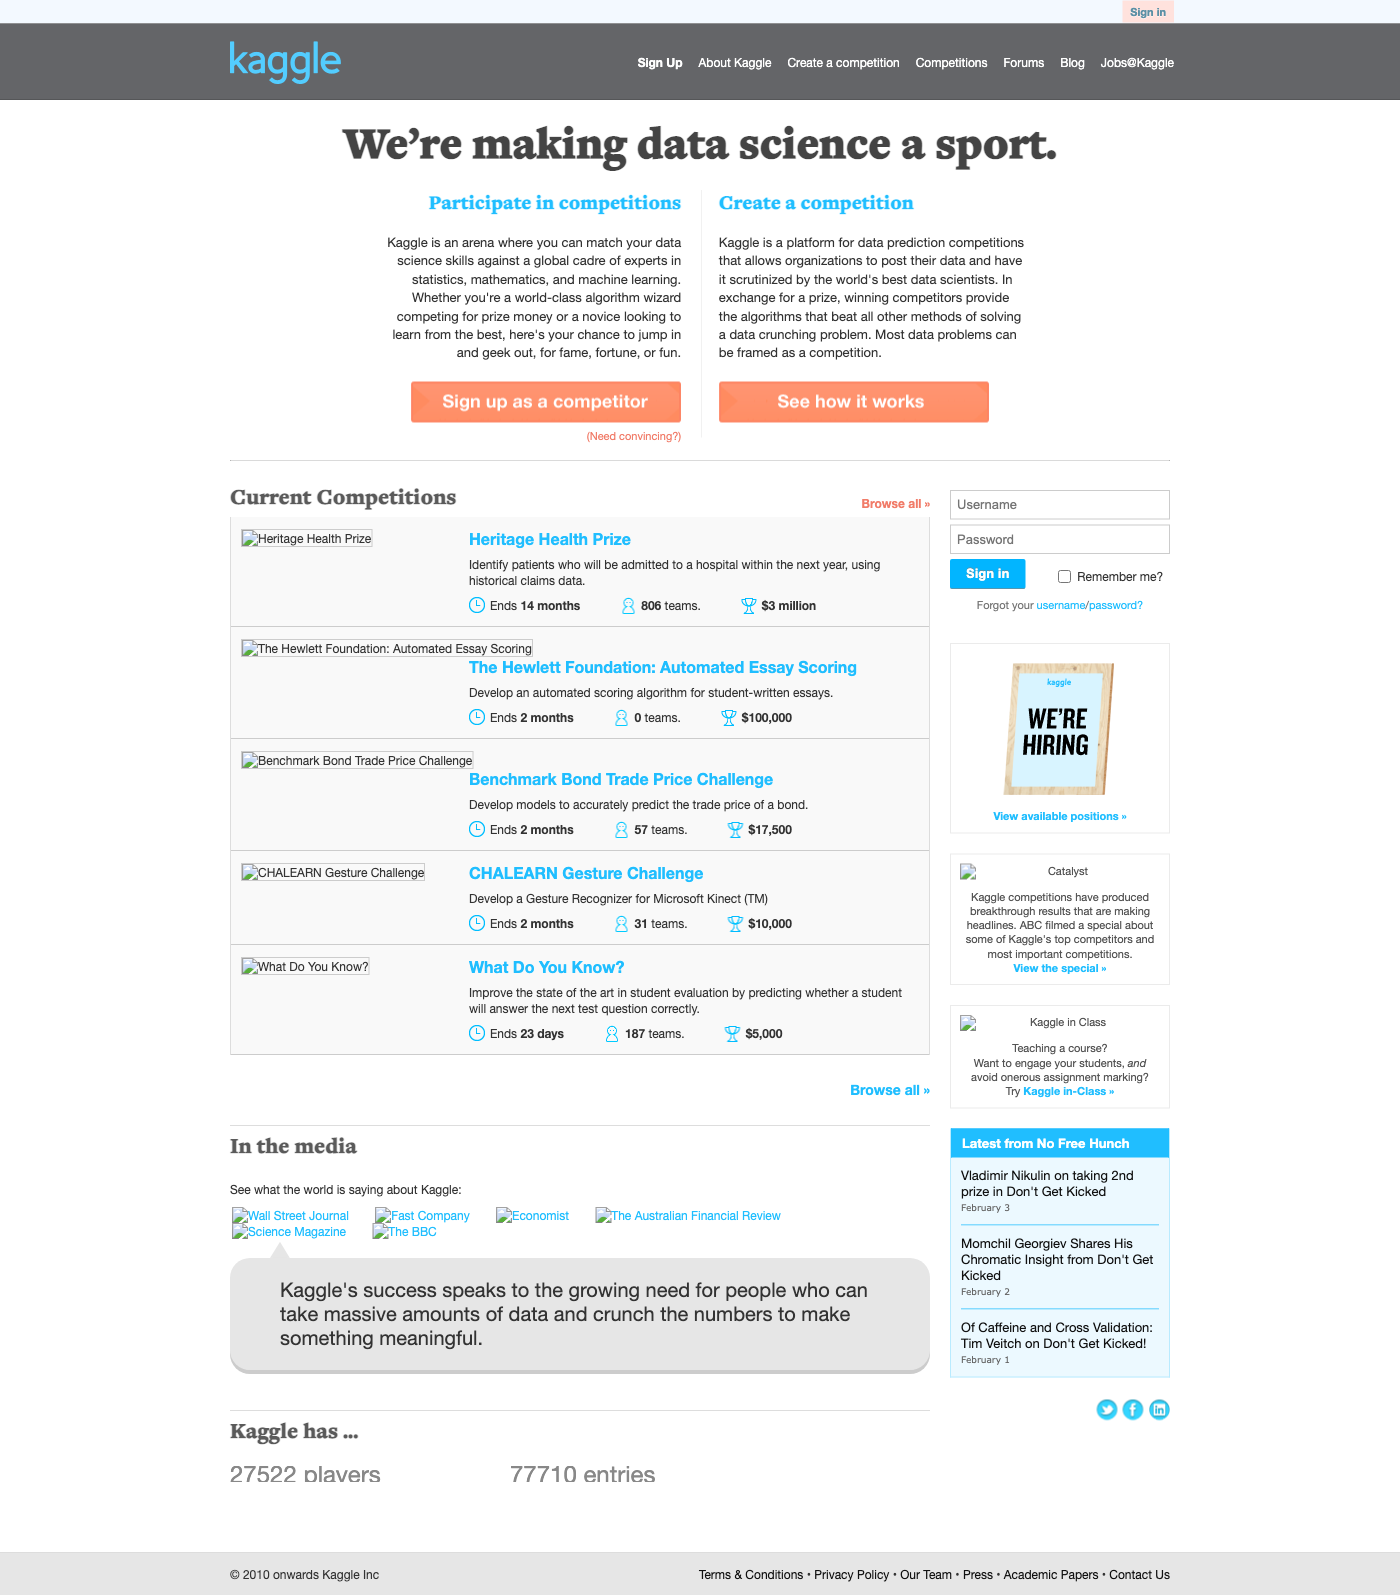 Sign in
kaggle
Sign Up About Kaggle Create a competition Competitions Forums Blog Jobs@Kaggle
We're making data science a sport.
Participate in competitions
Kaggle is an arena where you can match your data
science skills against a global cadre of experts in
statistics, mathematics, and machine learning.
Whether you're a world-class algorithm wizard
competing for prize money or a novice looking to
learn from the best, here's your chance to jump in
and geek out, for fame, fortune, or fun.
Sign up as a competitor
(Need convincing?)
Create a competition
Kaggle is a platform for data prediction competitions
that allows organizations to post their data and have
it scrutinized by the world's best data scientists. In
exchange for a prize, winning competitors provide
the algorithms that beat all other methods of solving
a data crunching problem. Most data problems can
be framed as a competition.
See how it works
Current Competitions
Browse all »
Heritage Health Prize
Heritage Health Prize
Identify patients who will be admitted to a hospital within the next year, using
historical claims data.
Ends 14 months 806 teams. $3 million
The Hewlett Foundation: Automated Essay Scoring
The Hewlett Foundation: Automated Essay Scoring
Develop an automated scoring algorithm for student-written essays.
Ends 2 months 0 teams. $100,000
Benchmark Bond Trade Price Challenge
Benchmark Bond Trade Price Challenge
Develop models to accurately predict the trade price of a bond.
Ends 2 months 57 teams. $17,500
CHALEARN Gesture Challenge
CHALEARN Gesture Challenge
Develop a Gesture Recognizer for Microsoft Kinect (TM)
Ends 2 months 31 teams. $10,000
What Do You Know?
What Do You Know?
Improve the state of the art in student evaluation by predicting whether a student
will answer the next test question correctly.
Ends 23 days 187 teams. $5,000
Browse all »
In the media
See what the world is saying about Kaggle:
Wall Street Journal Fast Company Economist The Australian Financial Review
Science Magazine The BBC
Kaggle's success speaks to the growing need for people who can
take massive amounts of data and crunch the numbers to make
something meaningful.
Kaggle has ...
27522 players 77710 entries
Username
Password
Sign in Remember me?
Forgot your username/password?
kaggle
WE'RE
HIRING
View available positions »
Catalyst
Kaggle competitions have produced
breakthrough results that are making
headlines. ABC filmed a special about
some of Kaggle's top competitors and
most important competitions.
View the special »
Kaggle in Class
Teaching a course?
Want to engage your students, and
avoid onerous assignment marking?
Try Kaggle in-Class »
Latest from No Free Hunch
Vladimir Nikulin on taking 2nd
prize in Don't Get Kicked
February 3
Momchil Georgiev Shares His
Chromatic Insight from Don't Get
Kicked
February 2
Of Caffeine and Cross Validation:
Tim Veitch on Don't Get Kicked!
February 1
© 2010 onwards Kaggle Inc
Terms & Conditions • Privacy Policy • Our Team • Press • Academic Papers • Contact Us